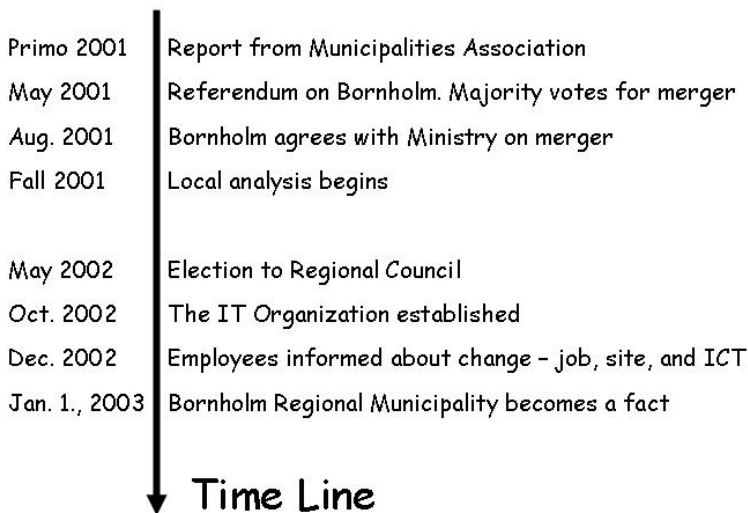 Primo 2001 Report from Municipalities Association
May 2001 Referendum on Bornholm. Majority votes for merger
Aug. 2001 Bornholm agrees with Ministry on merger
Fall 2001 Local analysis begins
May 2002 Election to Regional Council
Oct. 2002 The IT Organization established
Dec. 2002 Employees informed about change – job, site, and ICT
Jan. 1., 2003 Bornholm Regional Municipality becomes a fact
Time Line